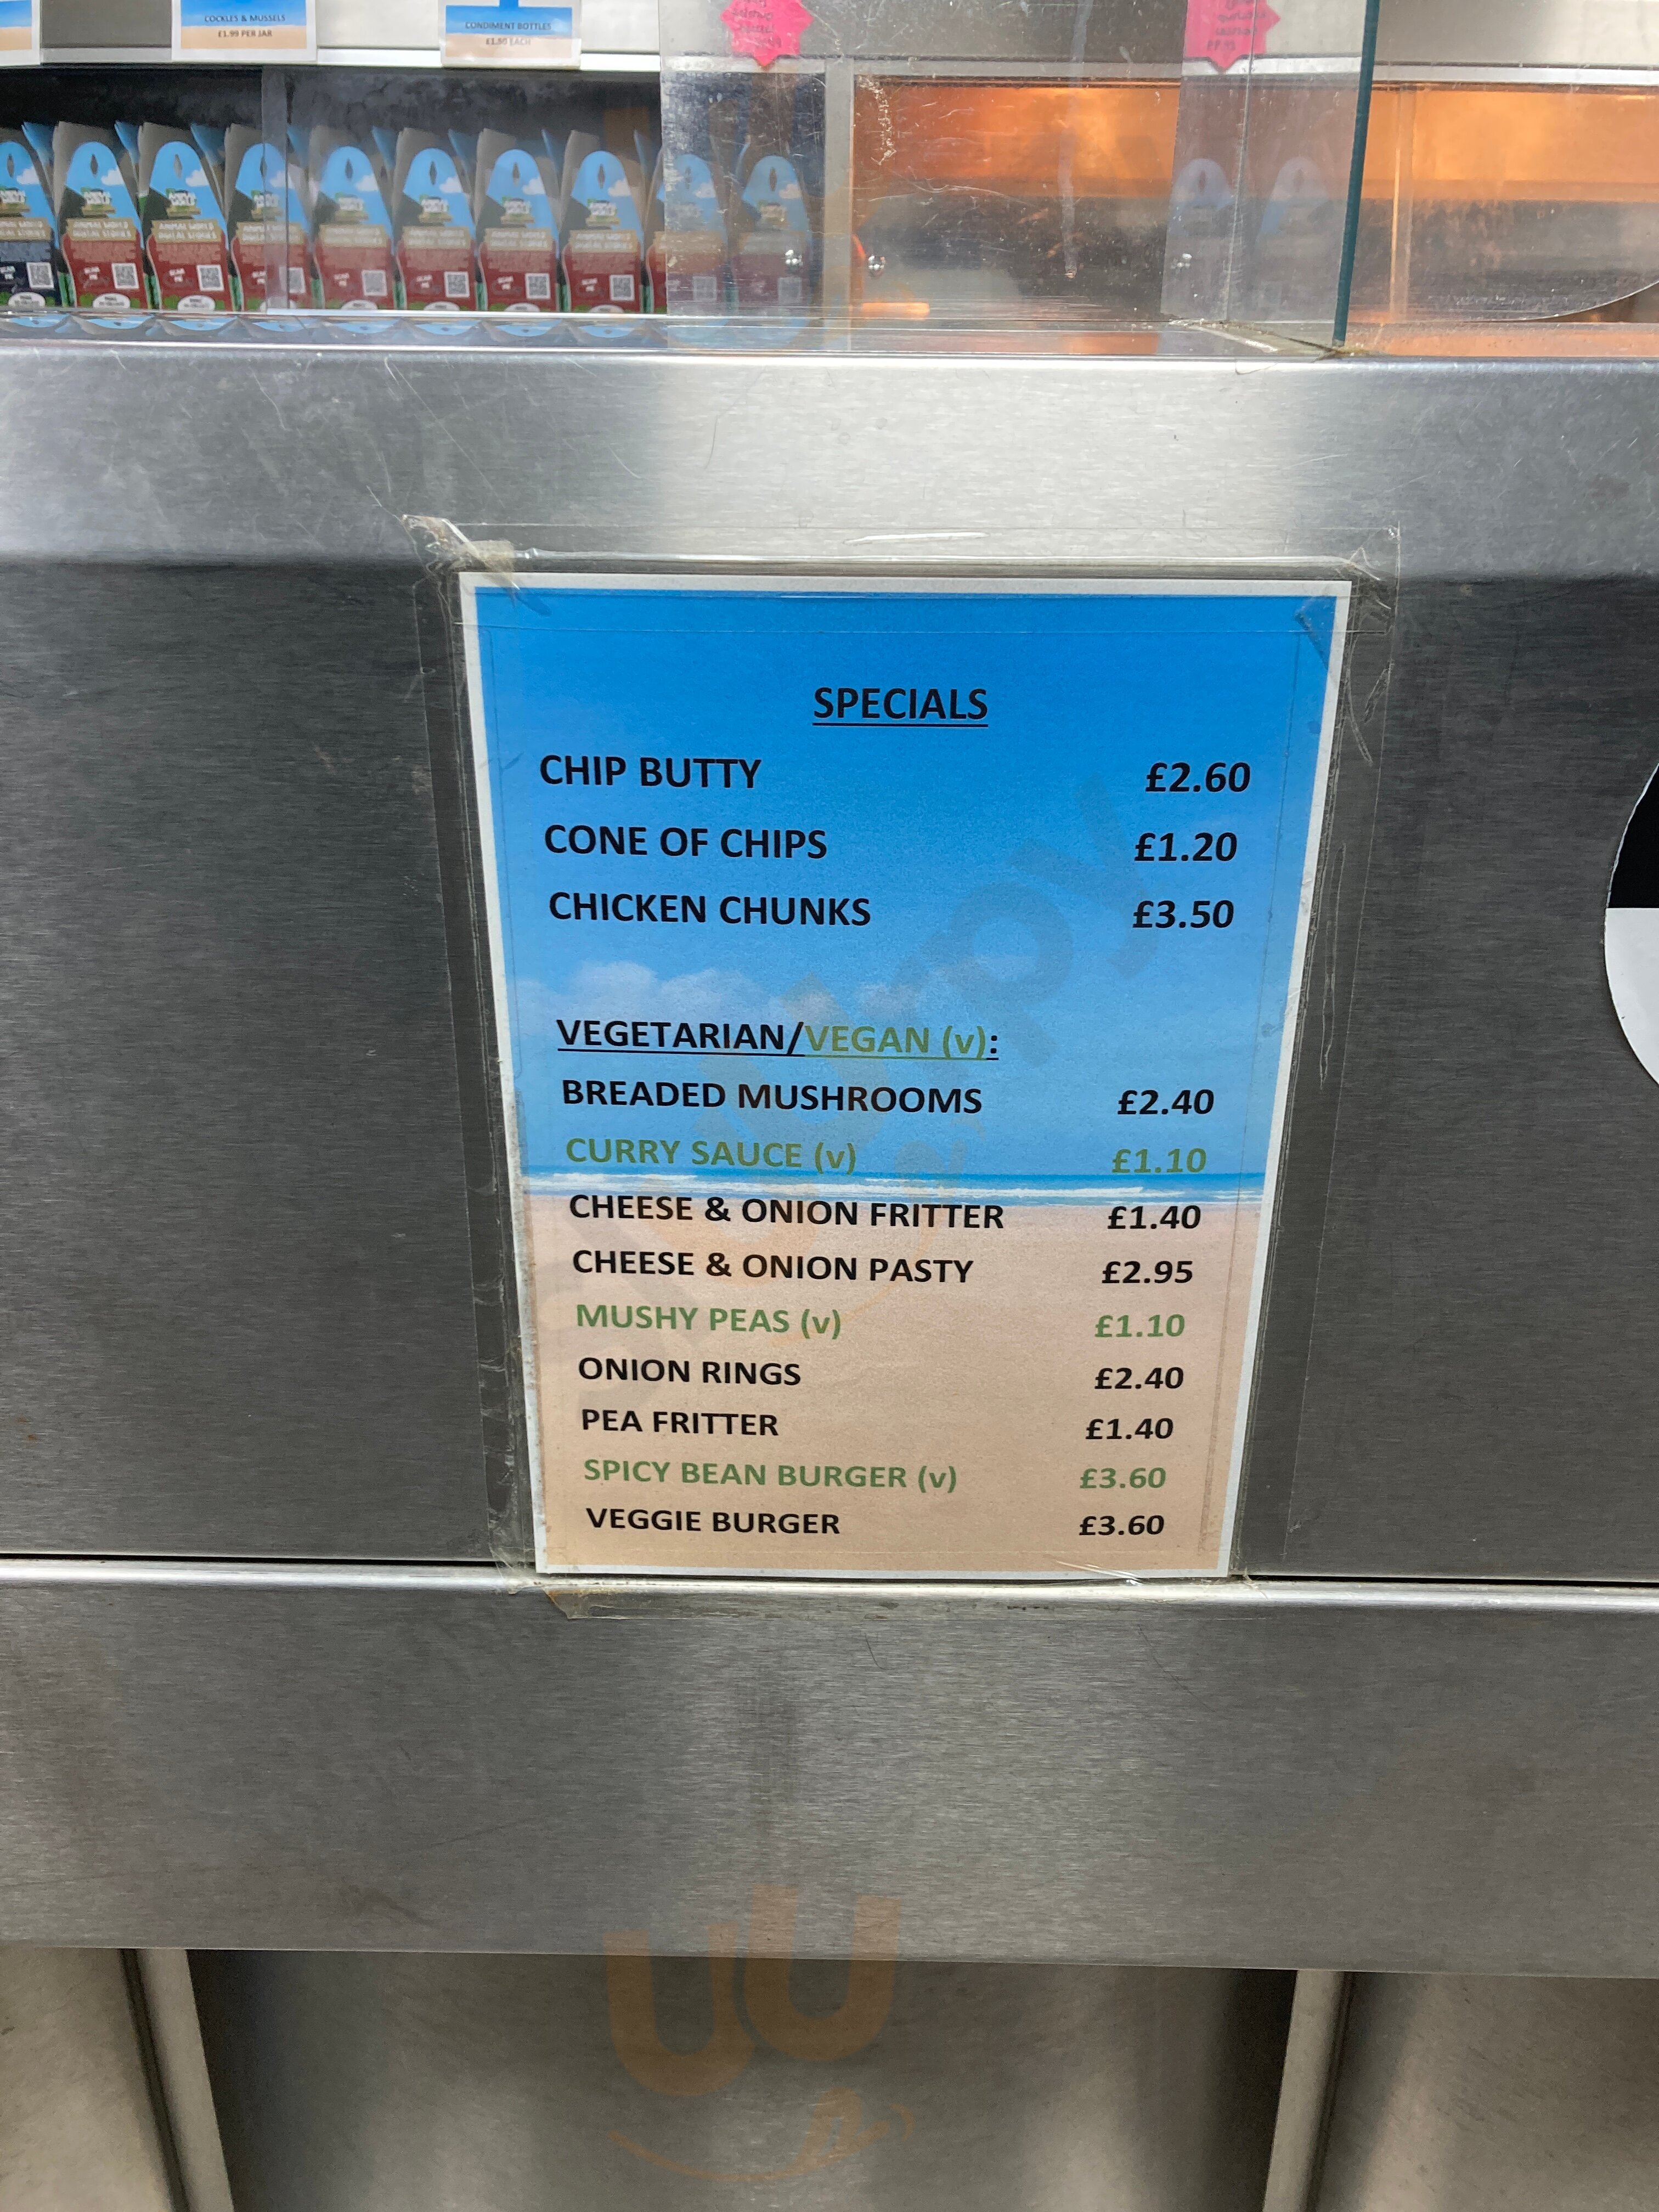 COCKLES & MUSSELS
£1.99 PER JAR
CONDIMENT BOTTLES
£1.50 EACH
SPECIALS
CHIP BUTTY £2.60
CONE OF CHIPS £1.20
CHICKEN CHUNKS £3.50
VEGETARIAN/VEGAN (v):
BREADED MUSHROOMS £2.40
CURRY SAUCE (v) £1.10
CHEESE & ONION FRITTER £1.40
CHEESE & ONION PASTY £2.95
MUSHY PEAS (v) £1.10
ONION RINGS £2.40
PEA FRITTER £1.40
SPICY BEAN BURGER (v) £3.60
VEGGIE BURGER £3.60